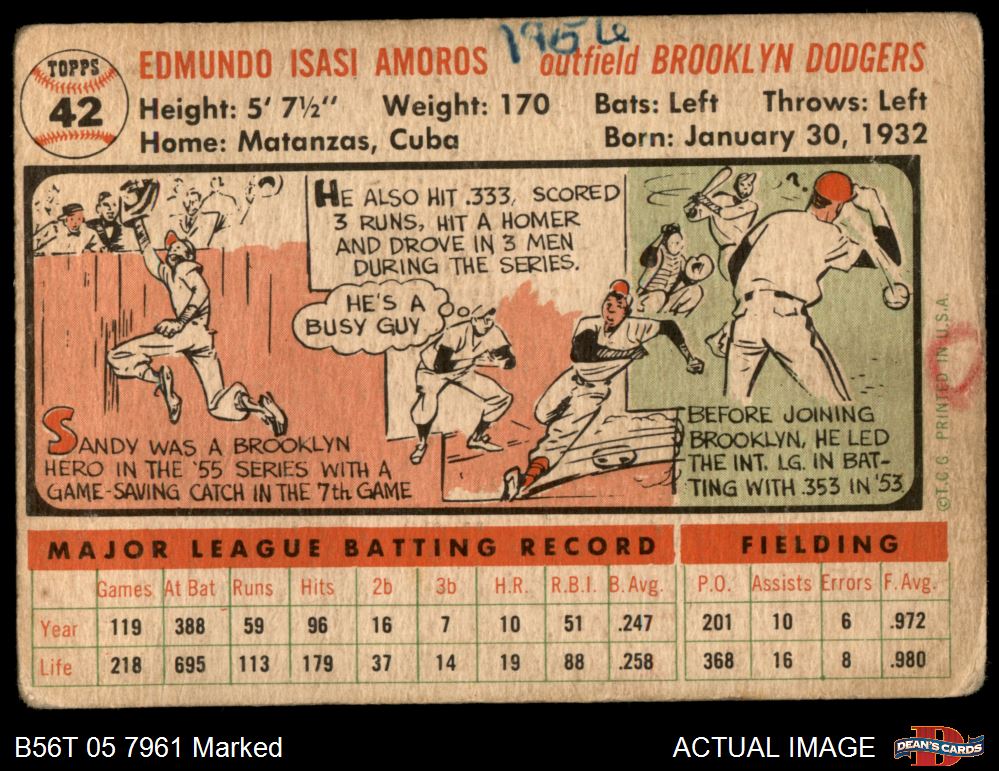 1956
EDMUNDO ISASI AMOROS outfield BROOKLYN DODGERS
TOPPS
42
Height: 5' 7½" Weight: 170 Bats: Left Throws: Left
Home: Matanzas, Cuba Born: January 30, 1932
HE ALSO HIT .333, SCORED
3 RUNS, HIT A HOMER
AND DROVE IN 3 MEN
DURING THE SERIES.
HE'S A
BUSY GUY
?
SANDY WAS A BROOKLYN
HERO IN THE '55 SERIES WITH A
GAME-SAVING CATCH IN THE 7th GAME
BEFORE JOINING
BROOKLYN, HE LED
THE INT. LG. IN BAT-
TING WITH .353 IN '53.
©T.C.G. PRINTED IN U.S.A.
MAJOR LEAGUE BATTING RECORD FIELDING
Games At Bat Runs Hits 2b 3b H.R. R.B.I. B.Avg. P.O. Assists Errors F.Avg.
Year 119 388 59 96 16 7 10 51 .247 201 10 6 .972
Life 218 695 113 179 37 14 19 88 .258 368 16 8 .980
B56T 05 7961 Marked ACTUAL IMAGE DEAN'S CARDS